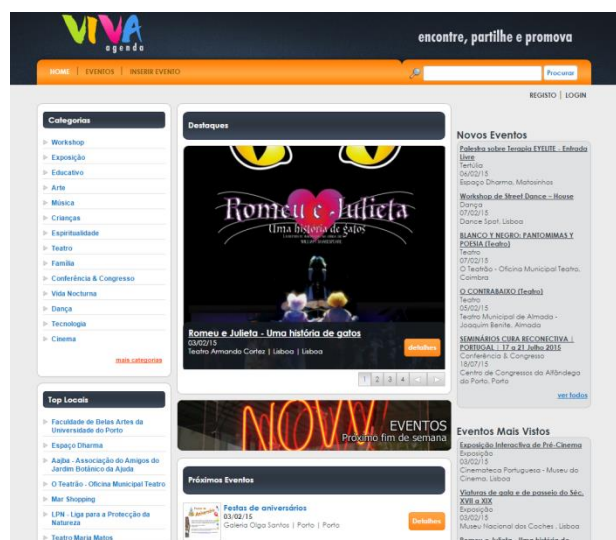 VIVA
agenda
encontre, partilhe e promova
HOME | EVENTOS | INSERIR EVENTO
Procurar
REGISTO | LOGIN
Categorias
Workshop
Exposição
Educativo
Arte
Música
Crianças
Espiritualidade
Teatro
Família
Conferência & Congresso
Vida Nocturna
Dança
Tecnologia
Cinema
mais categorias
Top Locais
Faculdade de Belas Artes da
Universidade do Porto
Espaço Dharma
Aajba - Associação do Amigos do
Jardim Botânico da Ajuda
O Teatrão - Oficina Municipal Teatro
Mar Shopping
LPN - Liga para a Protecção da
Natureza
Teatro Maria Matos
Destaques
Romeu e Julieta
Uma história de gatos
Romeu e Julieta - Uma história de gatos
03/02/15
Teatro Armando Cortez | Lisboa | Lisboa
detalhes
1 2 3 4
NOW!
EVENTOS
Próximo fim de semana
Próximos Eventos
Festas de aniversários
03/02/15
Galeria Olga Santos | Porto | Porto
Detalhes
Novos Eventos
Palestra sobre Terapia EYELITE - Entrada
Livre
Tertúlia
06/02/15
Espaço Dharma, Matosinhos
Workshop de Street Dance - House
Dança
07/02/15
Dance Spot, Lisboa
BLANCO Y NEGRO: PANTOMIMAS Y
POESIA (Teatro)
Teatro
07/02/15
O Teatrão - Oficina Municipal Teatro,
Coimbra
O CONTRABAIXO (Teatro)
Teatro
05/02/15
Teatro Municipal de Almada -
Joaquim Benite, Almada
SEMINÁRIOS CURA RECONECTIVA |
PORTUGAL | 17 a 21 Julho 2015
Conferência & Congresso
18/07/15
Centro de Congressos da Alfândega
do Porto, Porto
ver todos
Eventos Mais Vistos
Exposição Interactiva de Pré-Cinema
Exposição
03/02/15
Cinemateca Portuguesa - Museu do
Cinema, Lisboa
Viaturas de gala e de passeio do Séc.
XVII a XIX
Exposição
03/02/15
Museu Nacional dos Coches, Lisboa